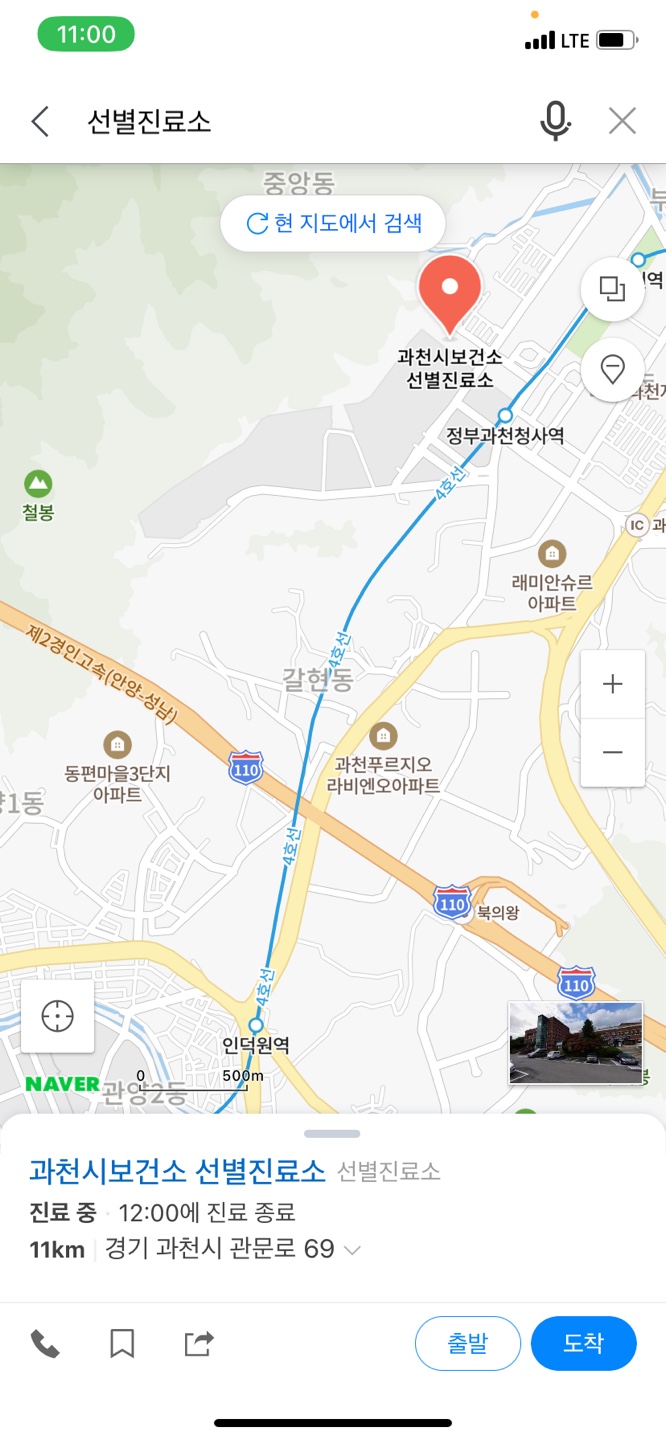 11:00
LTE
선별진료소
중앙동
현 지도에서 검색
과천시보건소
선별진료소
정부과천청사역
4호선
철봉
IC
래미안슈르
아파트
제2경인고속(안양-성남)
4호선
갈현동
110
동편마을3단지
아파트
과천푸르지오
라비엔오아파트
4호선
110
북의왕
110
4호선
인덕원역
0 500m
NAVER
관양2동
과천시보건소 선별진료소 선별진료소
진료 중 · 12:00에 진료 종료
11km 경기 과천시 관문로 69
출발
도착